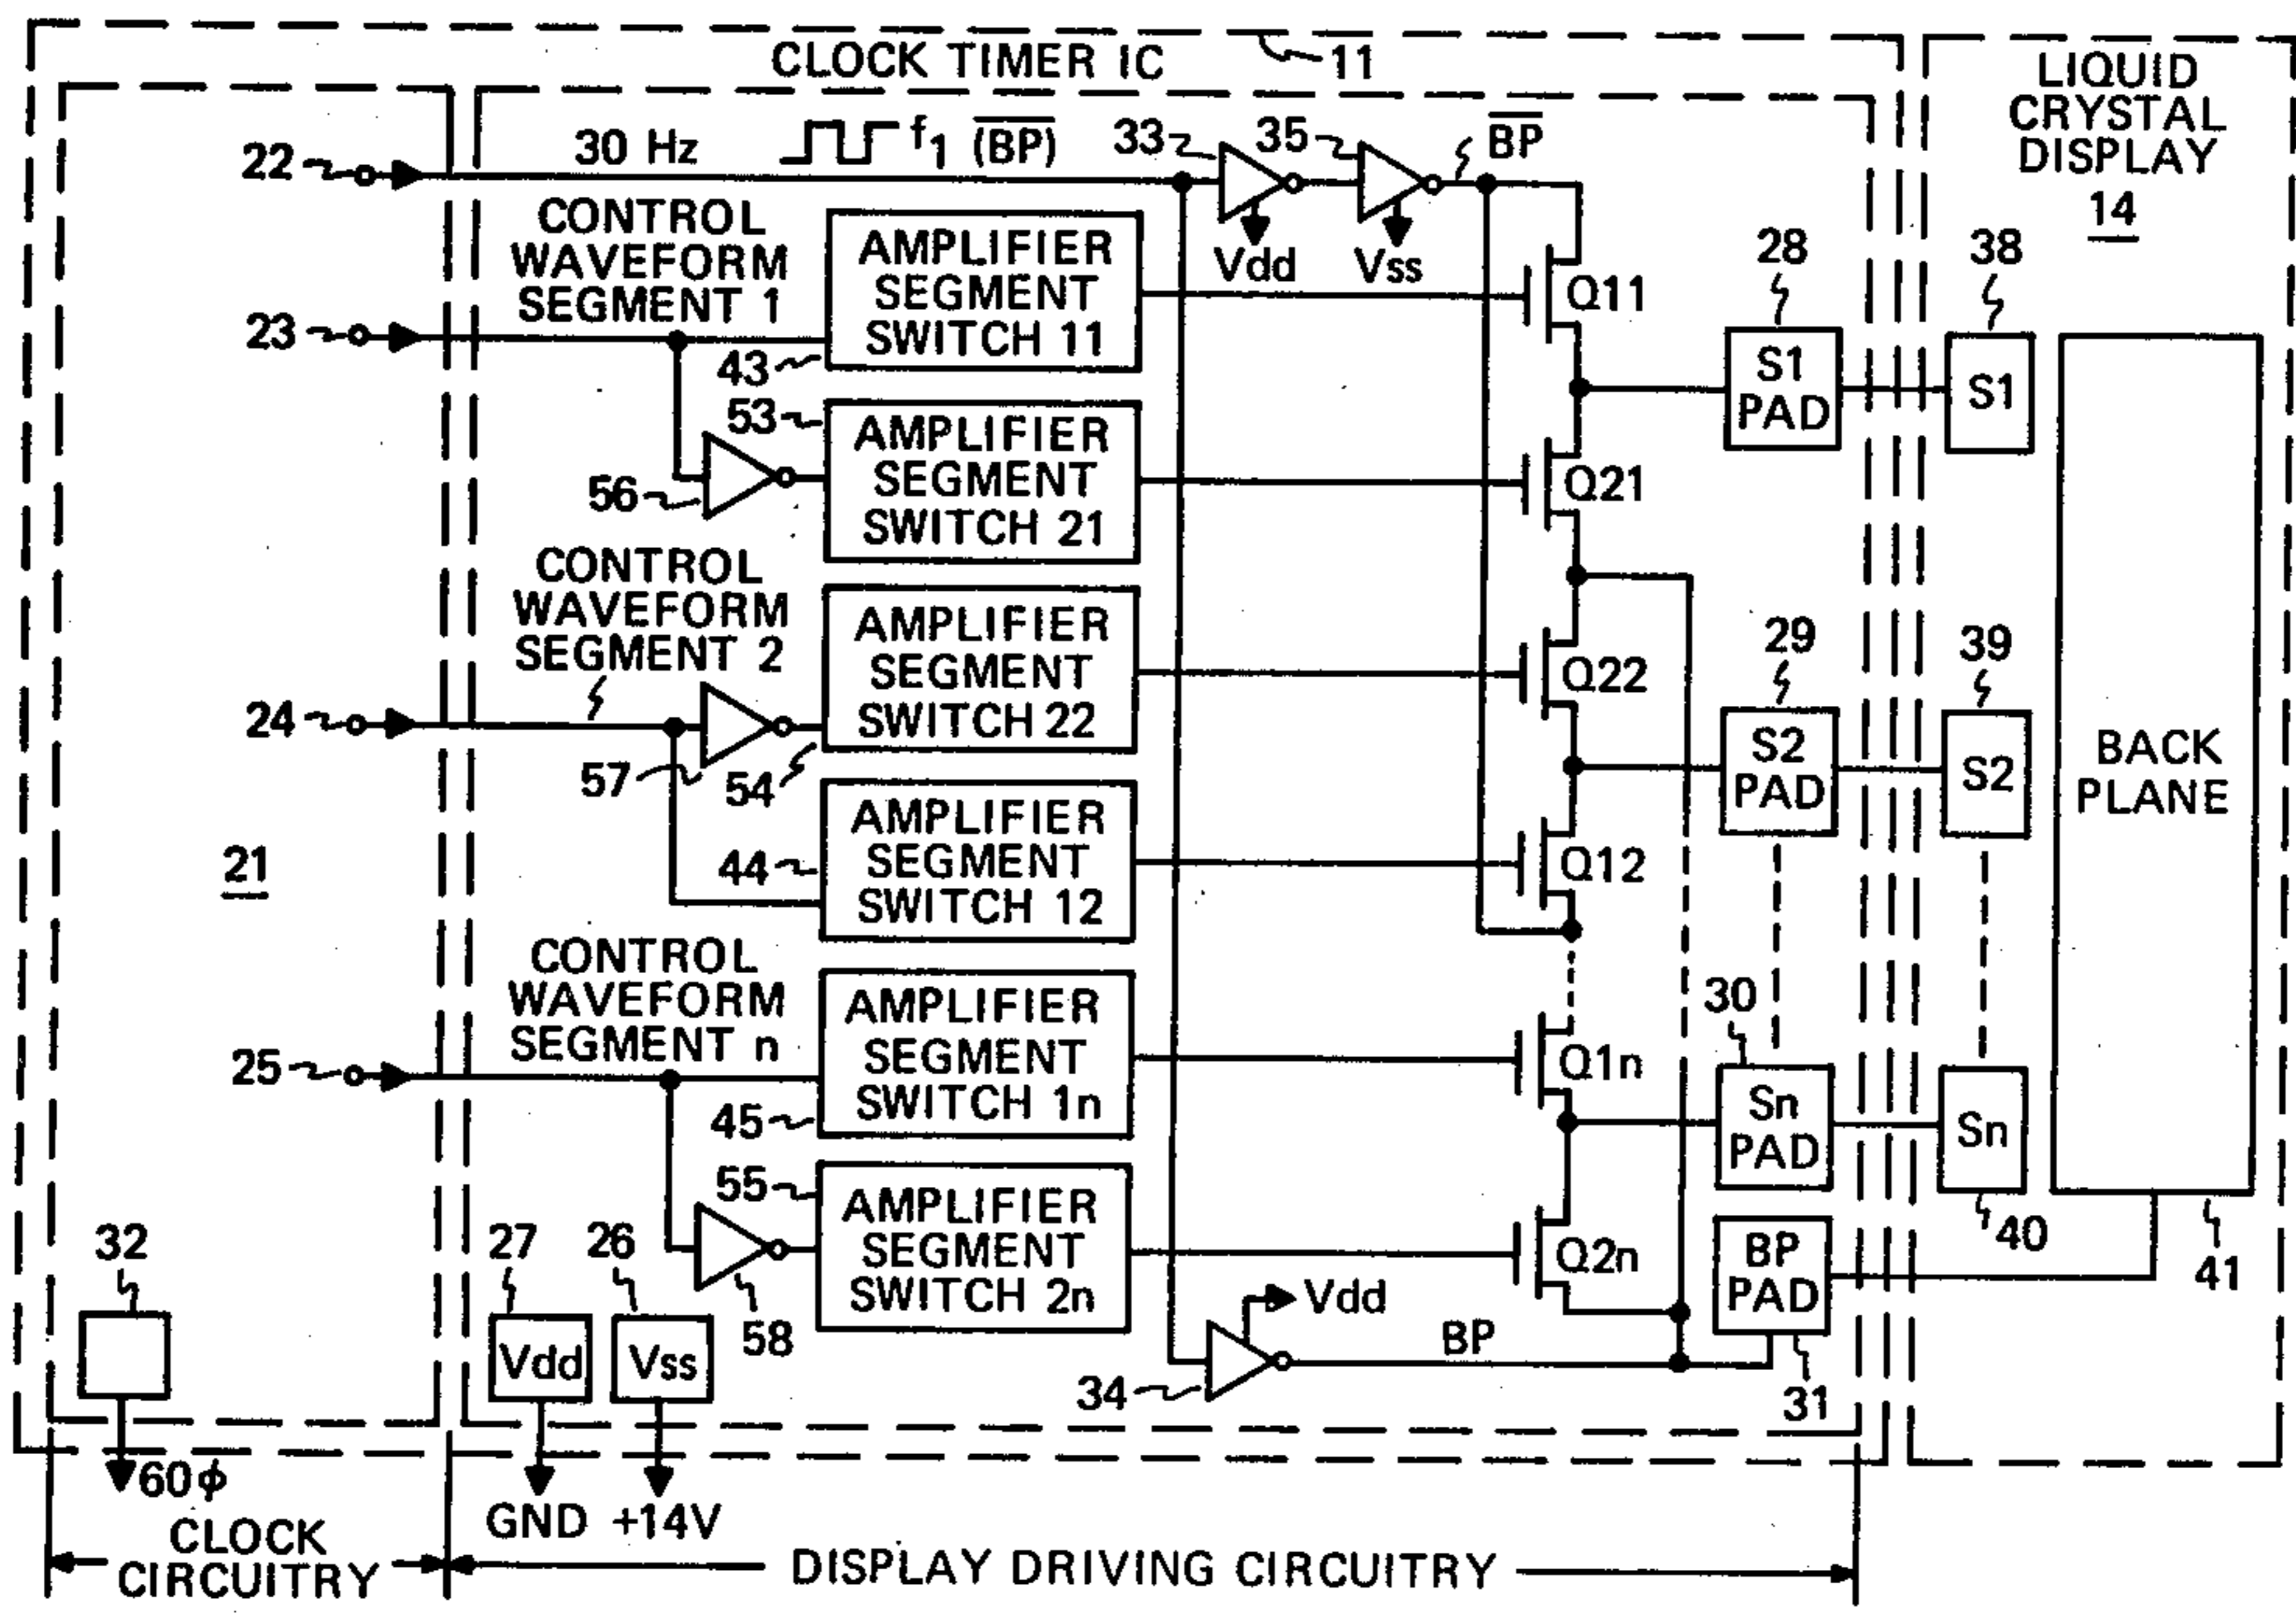 CLOCK TIMER IC
11
LIQUID
CRYSTAL
DISPLAY
14
22
30 Hz
f1 (B̅P̅)
33
35
B̅P̅
Vdd
Vss
CONTROL
WAVEFORM
SEGMENT 1
23
AMPLIFIER
SEGMENT
SWITCH 11
43
Q11
28
S1
PAD
38
S1
53
AMPLIFIER
SEGMENT
SWITCH 21
56
Q21
CONTROL
WAVEFORM
SEGMENT 2
24
57
54
AMPLIFIER
SEGMENT
SWITCH 22
Q22
29
S2
PAD
39
S2
BACK
PLANE
21
44
AMPLIFIER
SEGMENT
SWITCH 12
Q12
CONTROL
WAVEFORM
SEGMENT n
25
AMPLIFIER
SEGMENT
SWITCH 1n
45
Q1n
30
Sn
PAD
Sn
40
41
55
AMPLIFIER
SEGMENT
SWITCH 2n
58
Q2n
BP
PAD
31
32
27
26
Vdd
Vss
34
Vdd
BP
60ϕ
GND
+14V
CLOCK
CIRCUITRY
DISPLAY DRIVING CIRCUITRY